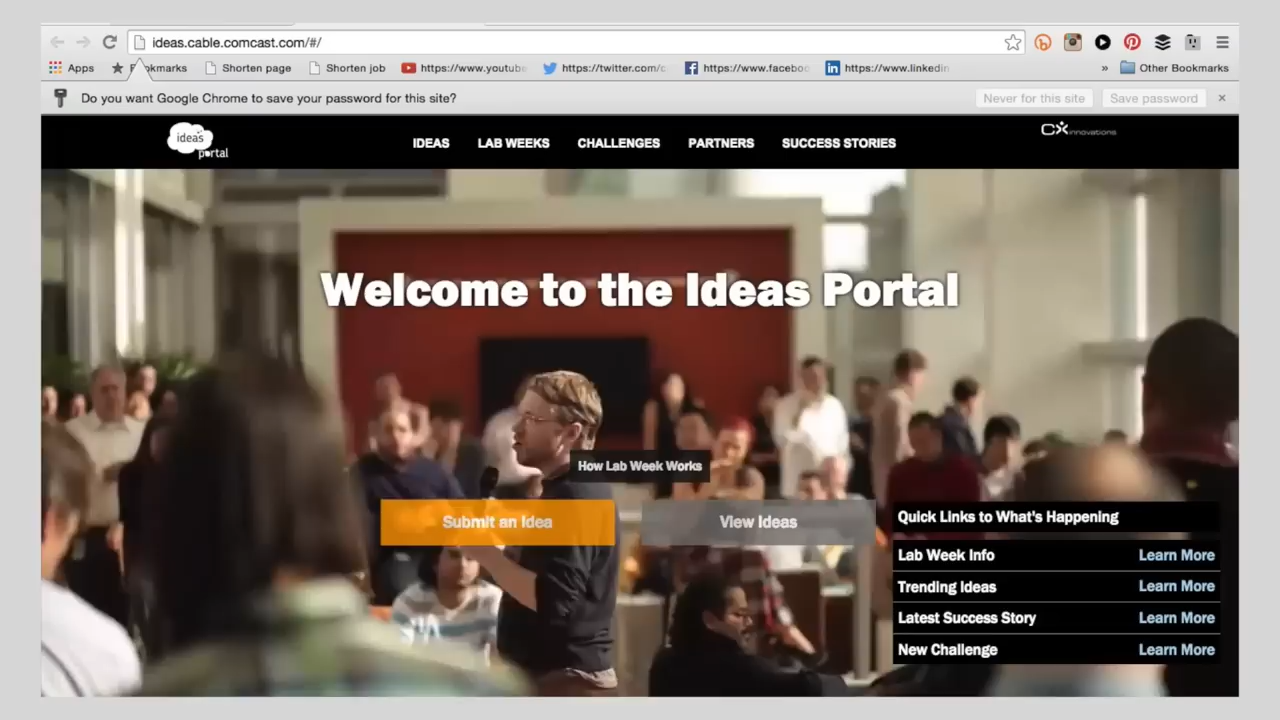 ideas.cable.comcast.com/#/
Apps
Shorten page
Shorten job
https://www.youtube
https://twitter.com/c
https://www.faceboo
https://www.linkedin
»
Other Bookmarks
Do you want Google Chrome to save your password for this site?
Never for this site
Save password
ideas
portal
IDEAS
LAB WEEKS
CHALLENGES
PARTNERS
SUCCESS STORIES
innovations
Welcome to the Ideas Portal
How Lab Week Works
Submit an Idea
View Ideas
Quick Links to What's Happening
Lab Week Info Learn More
Trending Ideas Learn More
Latest Success Story Learn More
New Challenge Learn More